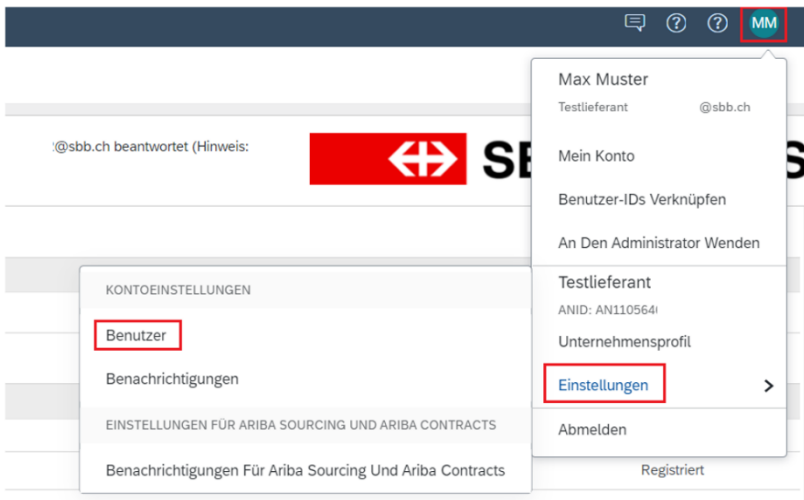 MM
Max Muster
Testlieferant @sbb.ch
@sbb.ch beantwortet (Hinweis:
Mein Konto
Benutzer-IDs Verknüpfen
An Den Administrator Wenden
Testlieferant
ANID: AN1105646
Unternehmensprofil
Einstellungen
Abmelden
KONTOEINSTELLUNGEN
Benutzer
Benachrichtigungen
EINSTELLUNGEN FÜR ARIBA SOURCING UND ARIBA CONTRACTS
Benachrichtigungen Für Ariba Sourcing Und Ariba Contracts
Registriert